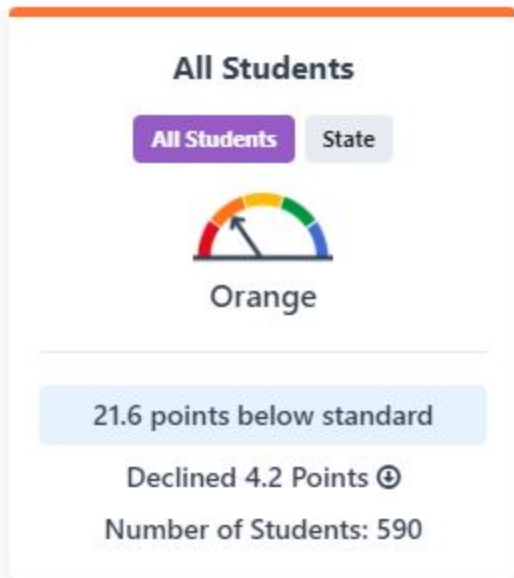 All Students
All Students State
Orange
21.6 points below standard
Declined 4.2 Points
Number of Students: 590